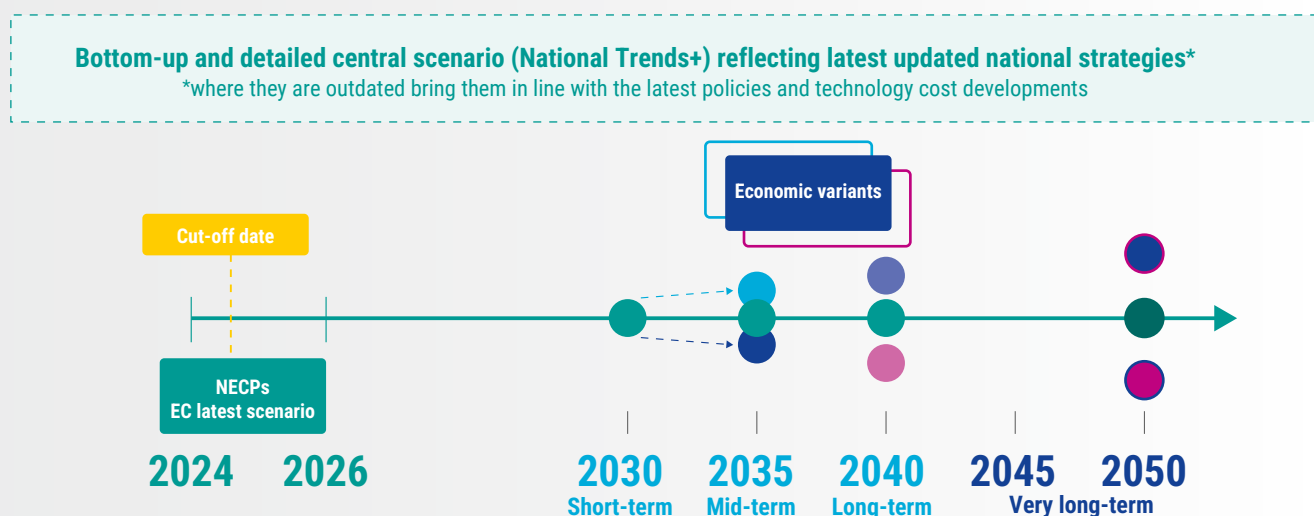 Bottom-up and detailed central scenario (National Trends+) reflecting latest updated national strategies*
*where they are outdated bring them in line with the latest policies and technology cost developments
Economic variants
Cut-off date
NECPs
EC latest scenario
2024
2026
2030
2035
2040
2045
2050
Short-term
Mid-term
Long-term
Very long-term